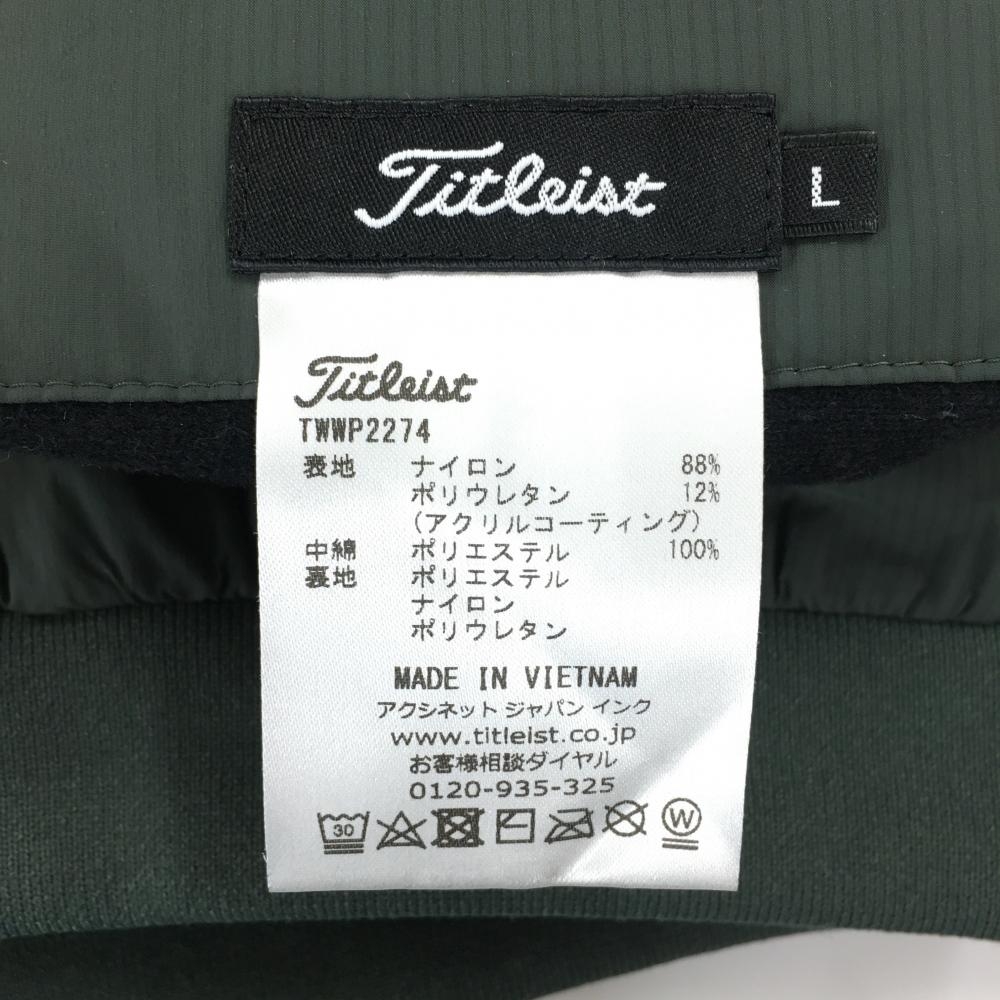 Titleist
L
Titleist
TWWP2274
表地 ナイロン 88%
ポリウレタン 12%
(アクリルコーティング)
中綿 ポリエステル 100%
裏地 ポリエステル
ナイロン
ポリウレタン
MADE IN VIETNAM
アクシネット ジャパン インク
www.titleist.co.jp
お客様相談ダイヤル
0120-935-325
30
W